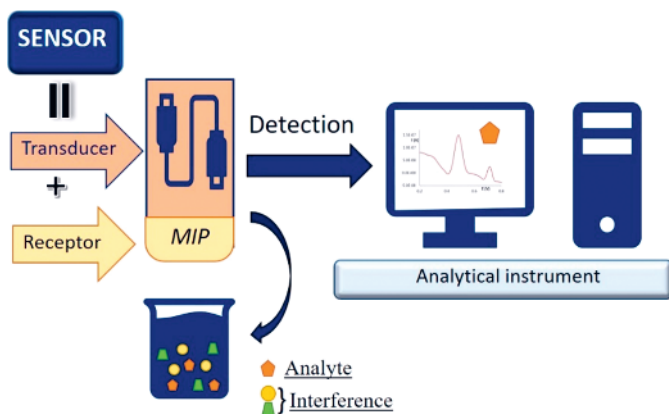 SENSOR
Transducer
+
Receptor
MIP
Detection
Analytical instrument
Analyte
Interference